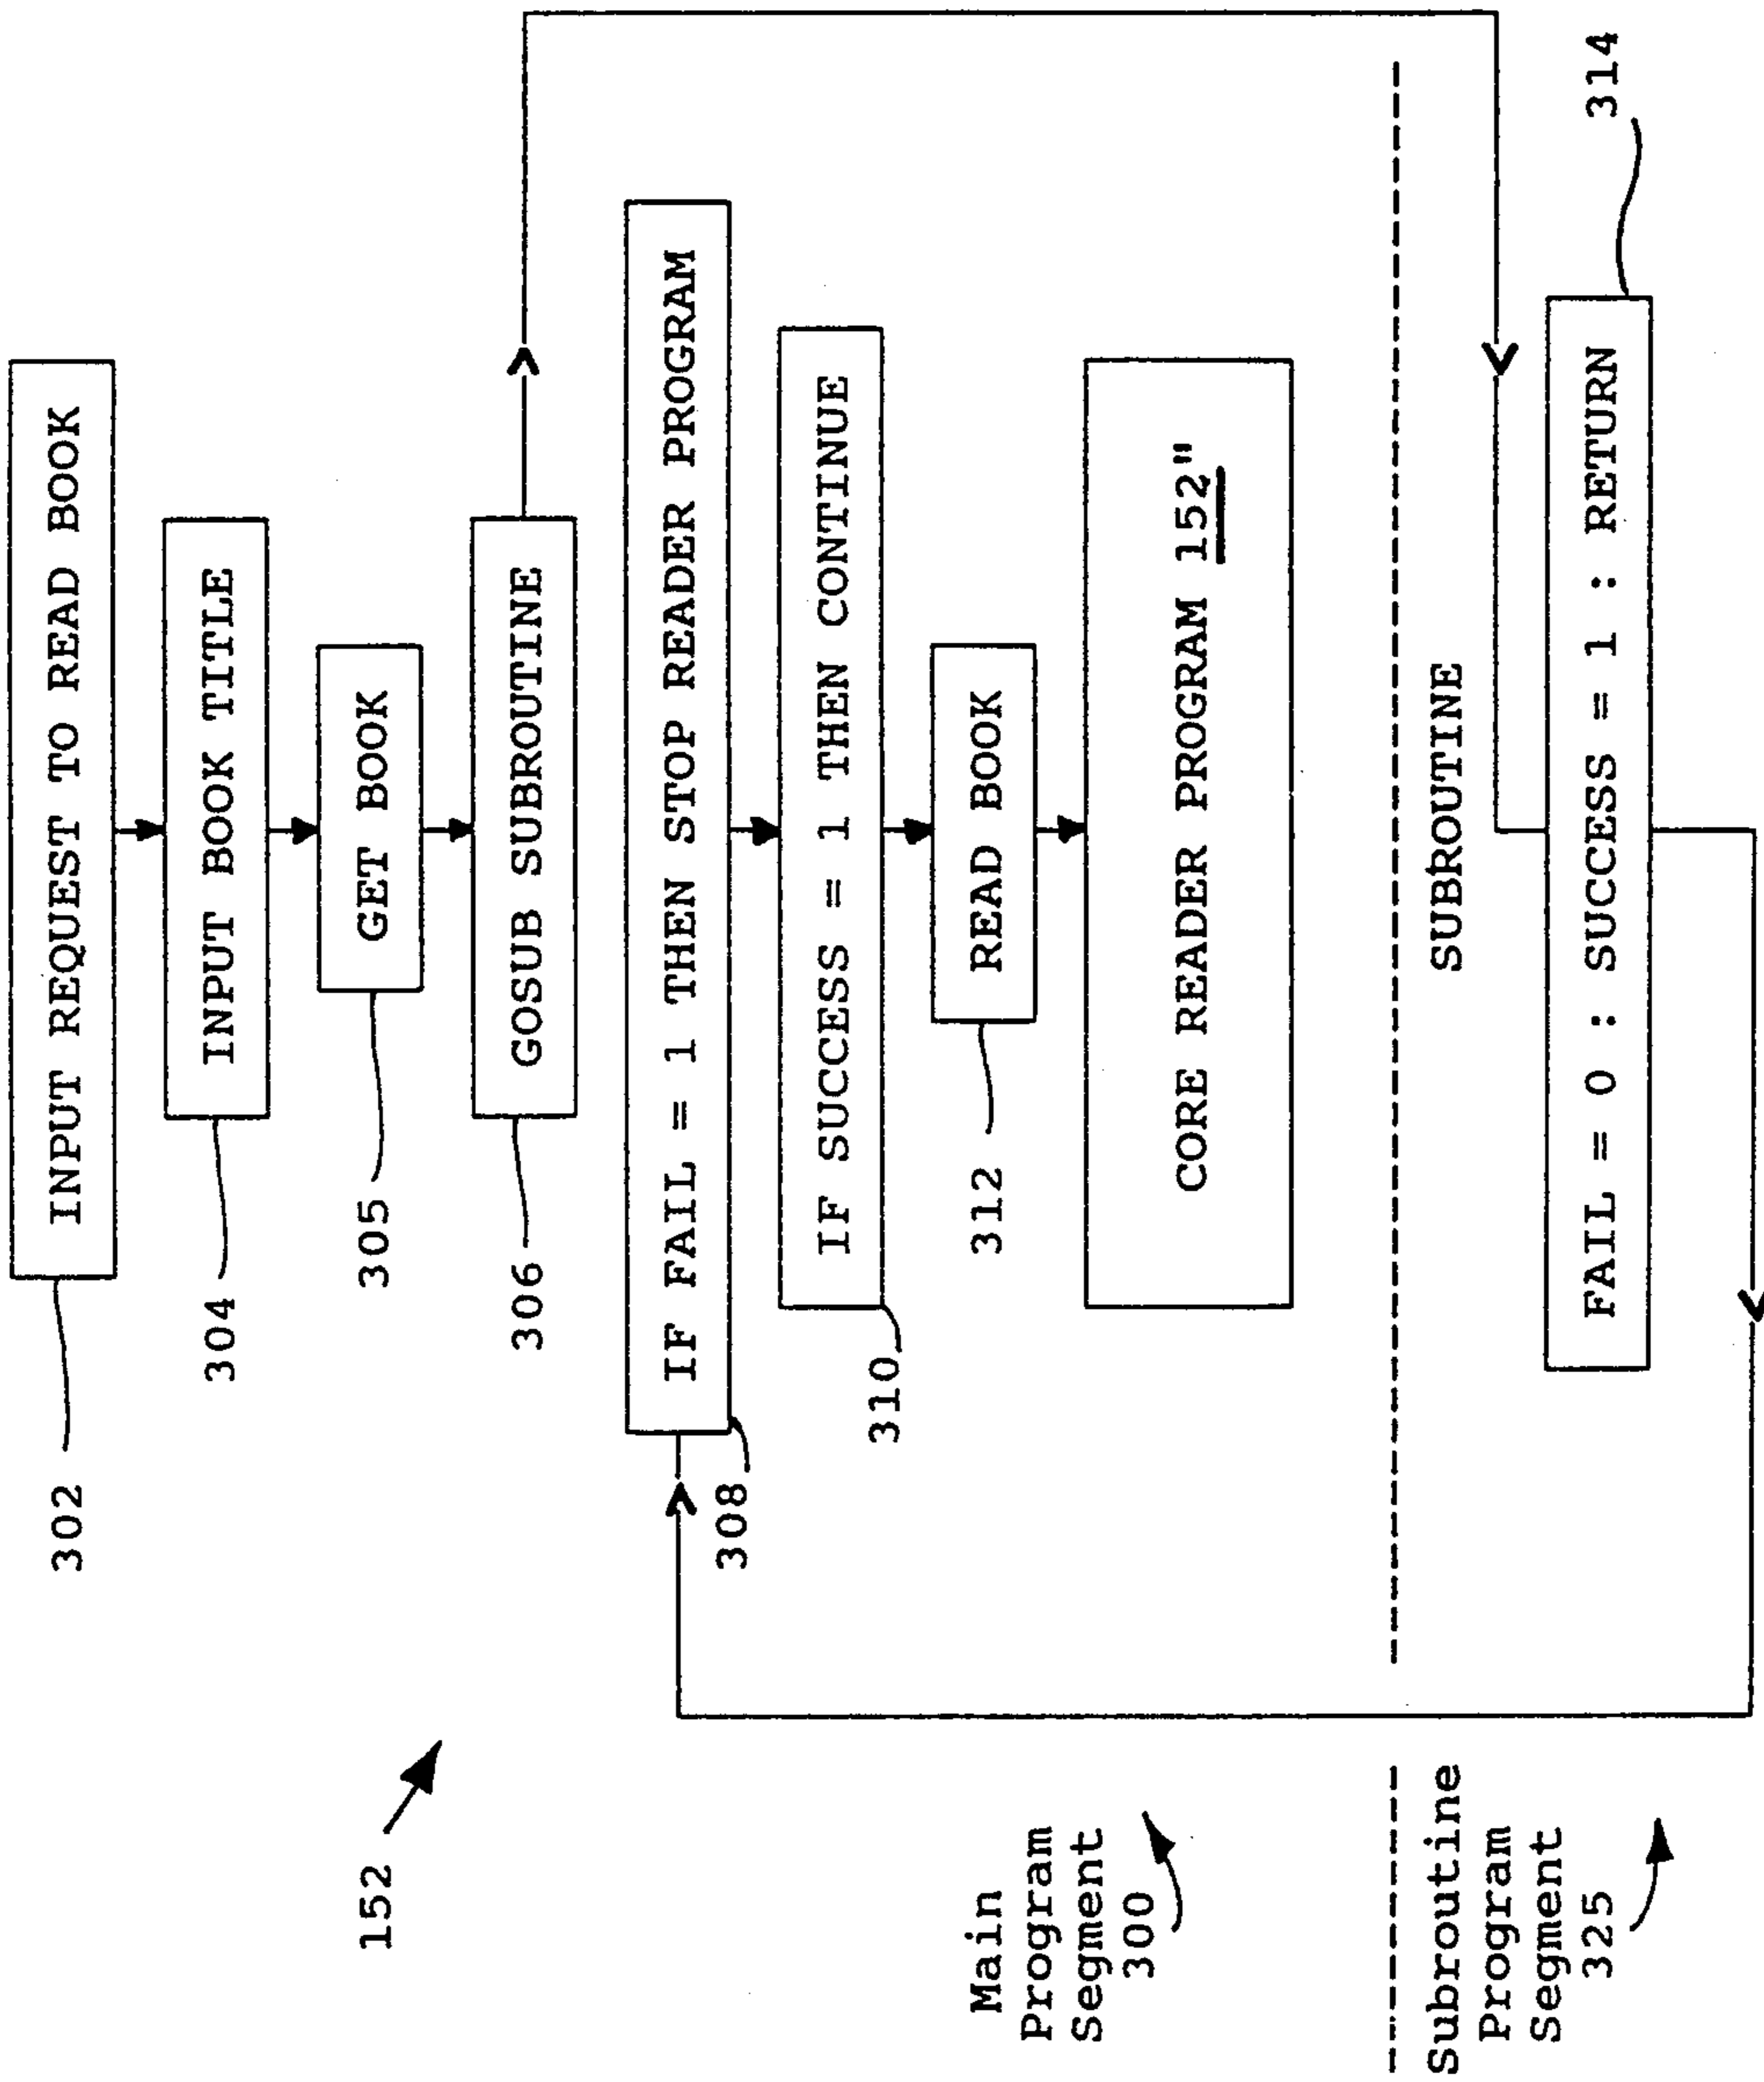 302
INPUT REQUEST TO READ BOOK
304
INPUT BOOK TITLE
152
305
GET BOOK
306
GOSUB SUBROUTINE
IF FAIL = 1 THEN STOP READER PROGRAM
308
IF SUCCESS = 1 THEN CONTINUE
310
312
READ BOOK
Main
Program
Segment
300
CORE READER PROGRAM 152"
SUBROUTINE
Subroutine
Program
Segment
325
FAIL = 0 : SUCCESS = 1 : RETURN
314